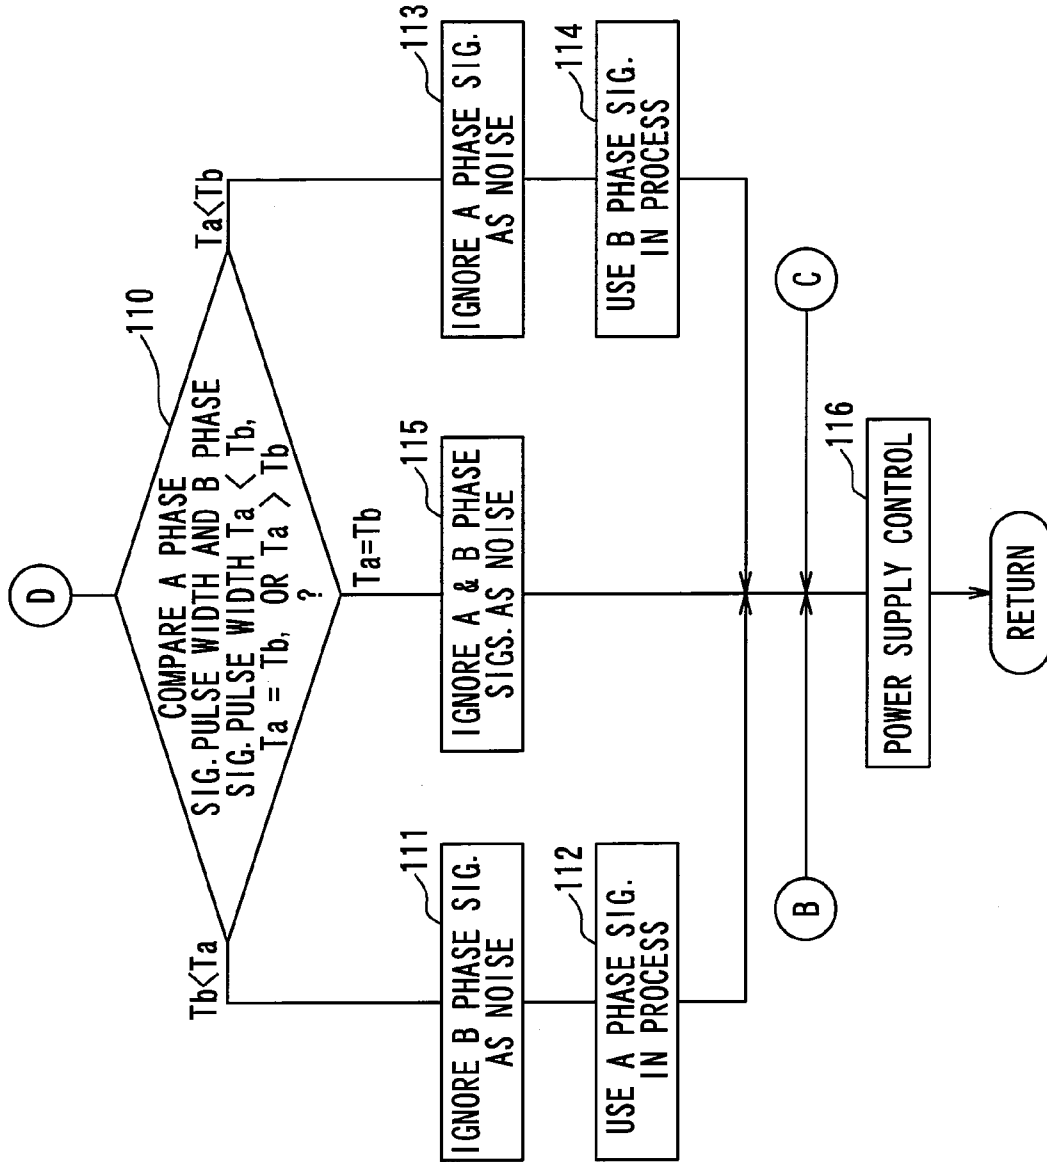 D
110
COMPARE A PHASE
SIG. PULSE WIDTH AND B PHASE
SIG. PULSE WIDTH Ta < Tb,
Ta = Tb, OR Ta > Tb
?
Tb<Ta
Ta=Tb
Ta<Tb
111
IGNORE B PHASE SIG.
AS NOISE
112
USE A PHASE SIG.
IN PROCESS
115
IGNORE A & B PHASE
SIGS. AS NOISE
113
IGNORE A PHASE SIG.
AS NOISE
114
USE B PHASE SIG.
IN PROCESS
B
C
116
POWER SUPPLY CONTROL
RETURN